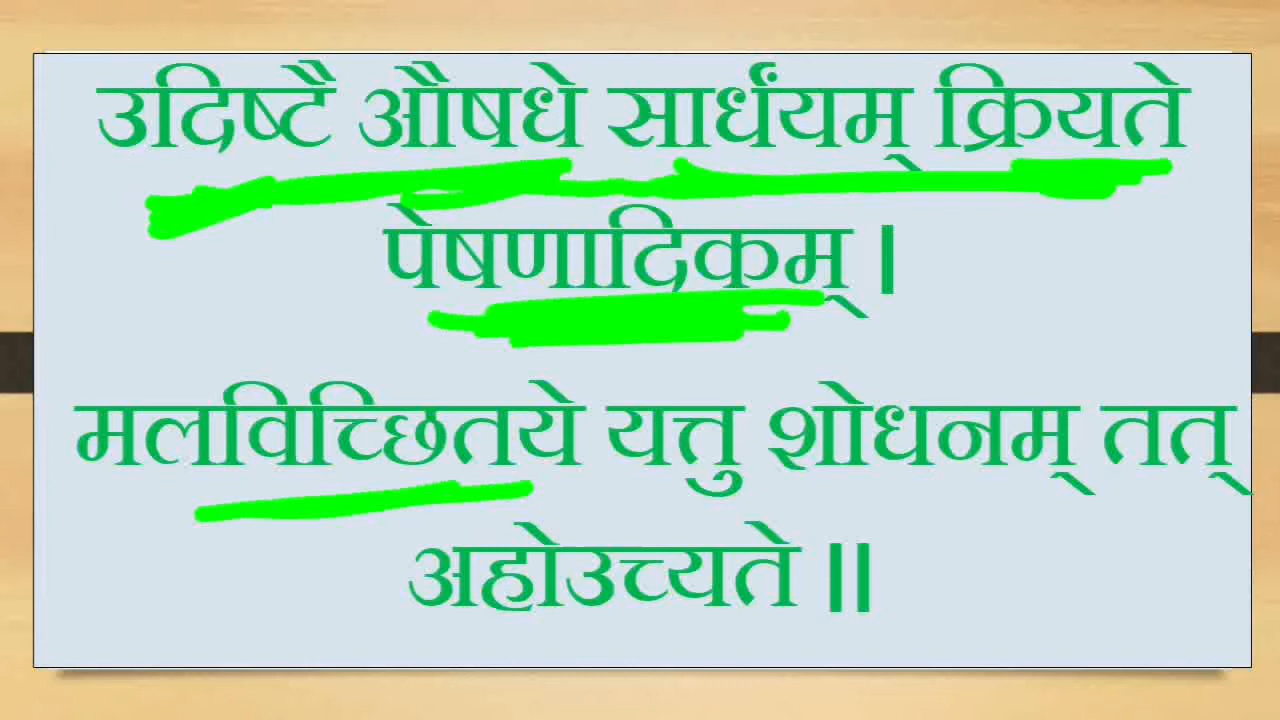 उदिष्टै औषधे सार्धंयम् क्रियते
पेषणादिकम् ।
मलविच्छितये यत्तु शोधनम् तत्
अहोउच्यते ॥